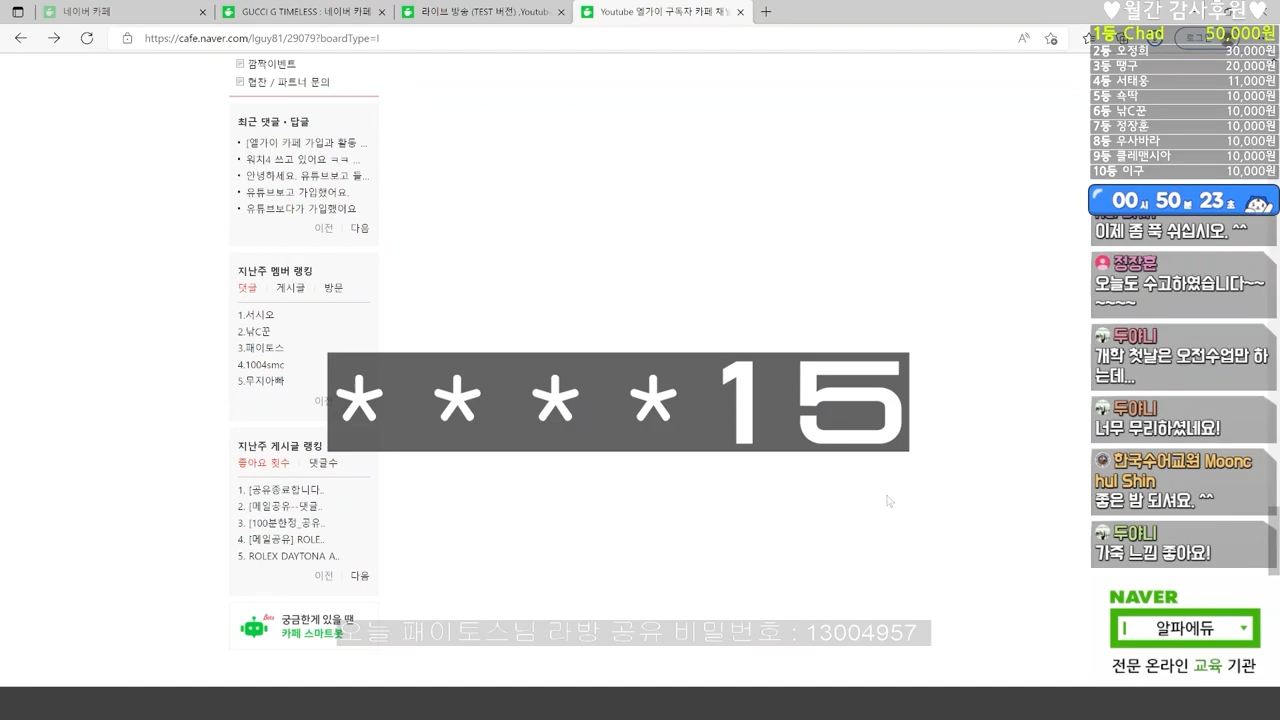 네이버 카페
GUCCI G TIMELESS : 네이버 카페
라이브 방송 (TEST 버전) ,Youtub
Youtube 엘가이 구독자 카페 채널
https://cafe.naver.com/lguy81/29079?boardType=l
깜짝이벤트
협찬 / 파트너 문의
최근 댓글・답글
[엘가이 카페 가입과 활동 ...
워치4 쓰고 있어요 ㅋㅋ ...
안녕하세요. 유튜브보고 들...
유튜브보고 가입했어요.
유튜브보다가 가입했어요
이전 다음
지난주 멤버 랭킹
댓글 게시글 방문
1.서시오
2.낚C꾼
3.패이토스
4.1004smc
5.무지아빠
이전
* * * * 15
지난주 게시글 랭킹
좋아요 횟수 댓글수
1. [공유종료합니다..
2. [메일공유--댓글..
3. [100분한정_공유..
4. [메일공유] ROLE..
5. ROLEX DAYTONA A..
이전 다음
Beta
궁금한게 있을 땐
카페 스마트봇
오늘 패이토스님 라방 공유 비밀번호 : 13004957
♥월간 감사후원♥
1등 Chad 50,000원
2등 오정희 30,000원
3등 땡구 20,000원
4등 서태웅 11,000원
5등 쇽딱 10,000원
6등 낚C꾼 10,000원
7등 정장훈 10,000원
8등 우사바라 10,000원
9등 클레맨시아 10,000원
10등 이구 10,000원
00시 50분 23초
이제 좀 푹 쉬십시오. ^^
정장훈
오늘도 수고하였습니다~~
~~~~
두야니
개학 첫날은 오전수업만 하
는데...
두야니
너무 무리하셨네요!
한국수어교원 Moonc
hul Shin
좋은 밤 되셔요. ^^
두야니
가죽 느낌 좋아요!
NAVER
알파에듀
전문 온라인 교육 기관